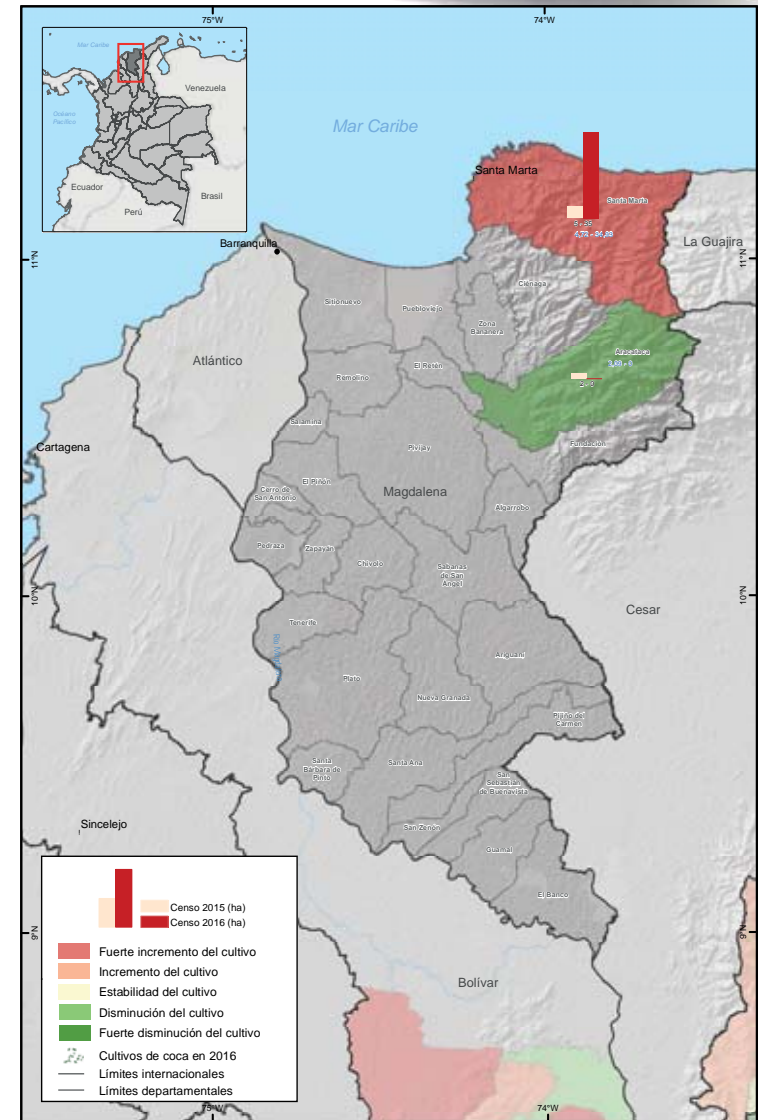 75°W
74°W
Mar Caribe
Venezuela
Océano
Pacífico
Ecuador
Perú
Brasil
Mar Caribe
Santa Marta
Santa Marta
La Guajira
11°N
11°N
Barranquilla
Ciénaga
Sitionuevo
Puebloviejo
Zona
Bananera
Aracataca
Atlántico
El Retén
Remolino
Salamina
Fundación
Cartagena
Pivijay
El Piñón
Cerro de
San Antonio
Magdalena
Algarrobo
Pedraza
Zapayán
Chivolo
Sabanas
de San
Ángel
10°N
10°N
Cesar
Tenerife
Ariguaní
Plato
Nueva Granada
Pijiño del
Carmen
Santa
Bárbara de
Pinto
Santa Ana
San
Sebastián
de Buenavista
San Zenón
Sincelejo
Guamal
El Banco
9°N
9°N
Bolívar
Censo 2015 (ha)
Censo 2016 (ha)
Fuerte incremento del cultivo
Incremento del cultivo
Estabilidad del cultivo
Disminución del cultivo
Fuerte disminución del cultivo
Cultivos de coca en 2016
Límites internacionales
Límites departamentales
75°W
74°W